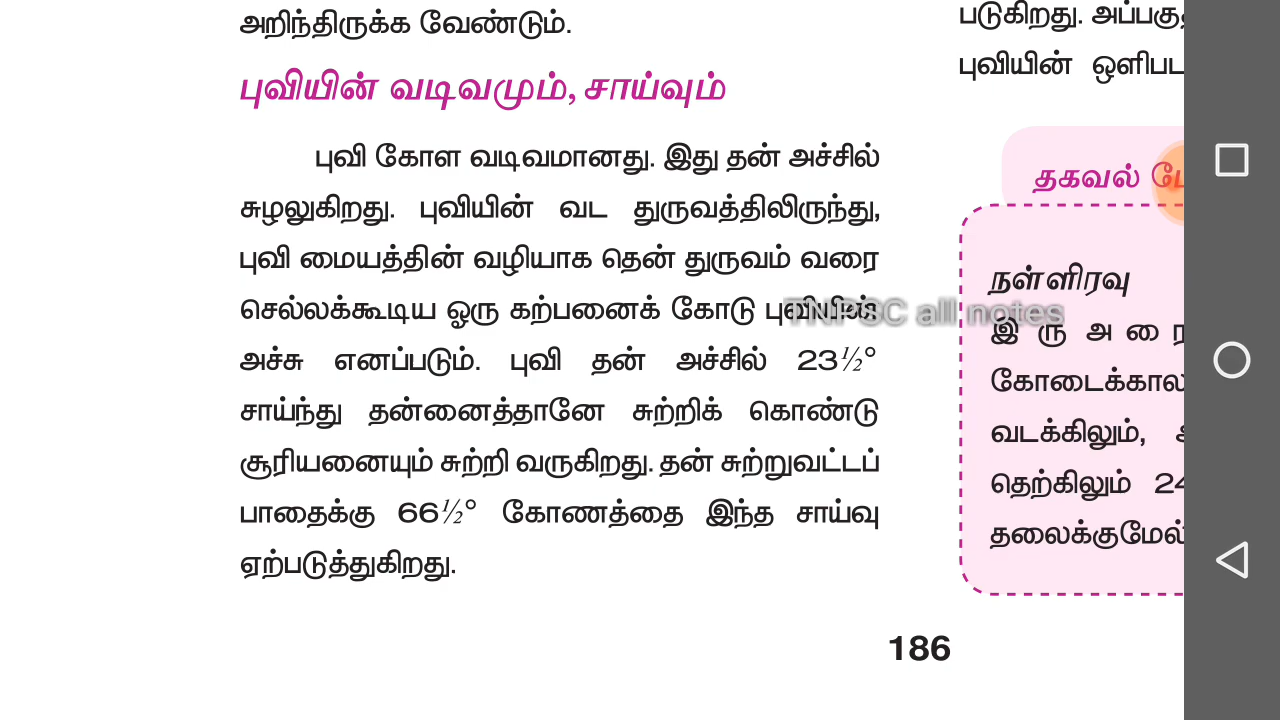 அறிந்திருக்க வேண்டும்.
புவியின் வடிவமும், சாய்வும்
புவி கோள வடிவமானது. இது தன் அச்சில்
சுழலுகிறது. புவியின் வட துருவத்திலிருந்து,
புவி மையத்தின் வழியாக தென் துருவம் வரை
செல்லக்கூடிய ஒரு கற்பனைக் கோடு புவியின்
அச்சு எனப்படும். புவி தன் அச்சில் 23½°
சாய்ந்து தன்னைத்தானே சுற்றிக் கொண்டு
சூரியனையும் சுற்றி வருகிறது. தன் சுற்றுவட்டப்
பாதைக்கு 66½° கோணத்தை இந்த சாய்வு
ஏற்படுத்துகிறது.
படுகிறது.
புவியின்
தகவல்
நள்ளிரவு
வடக்கிலும்,
தெற்கிலும்
TNPSC all notes
186